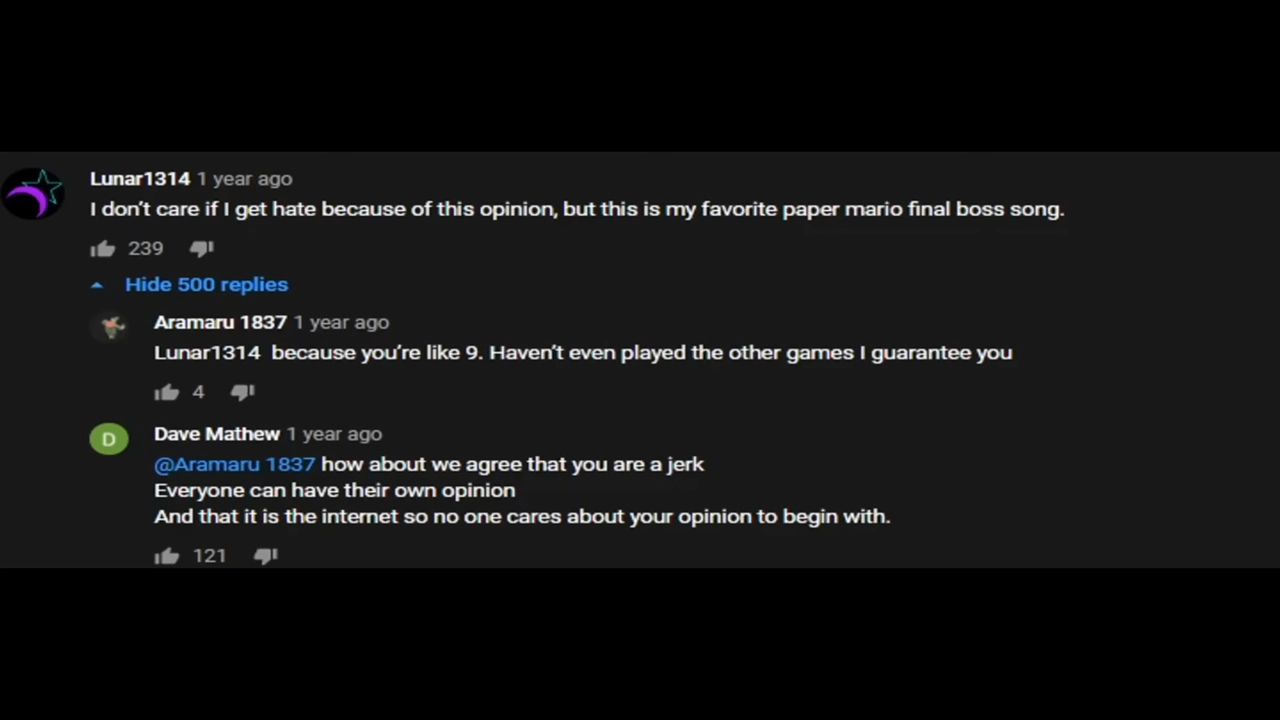 Lunar1314 1 year ago
I don't care if I get hate because of this opinion, but this is my favorite paper mario final boss song.
239
Hide 500 replies
Aramaru 1837 1 year ago
Lunar1314 because you're like 9. Haven't even played the other games I guarantee you
4
D
Dave Mathew 1 year ago
@Aramaru 1837 how about we agree that you are a jerk
Everyone can have their own opinion
And that it is the internet so no one cares about your opinion to begin with.
121